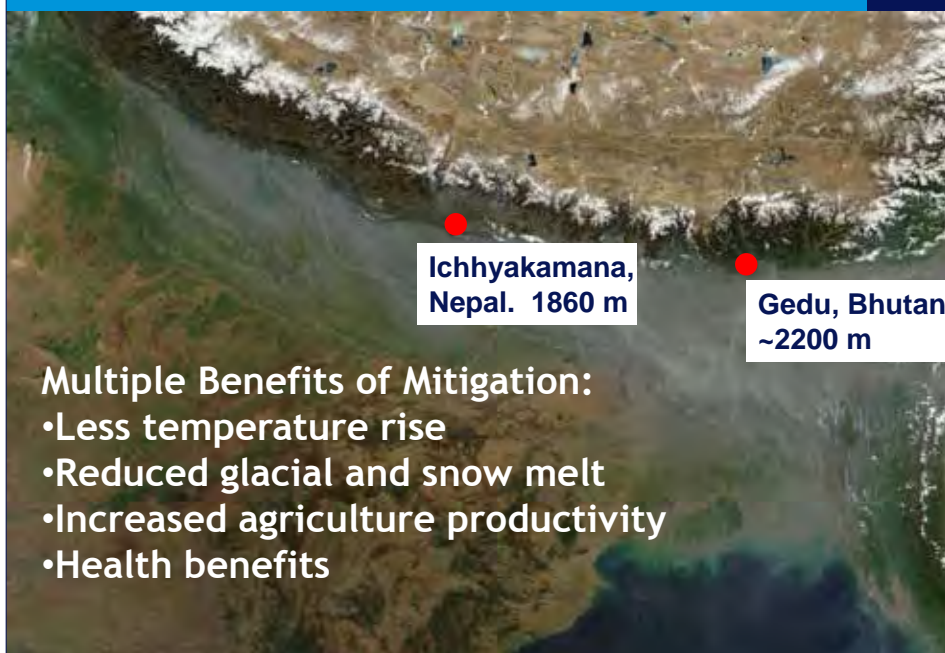 Ichhyakamana,
Nepal.  1860 m
Gedu, Bhutan
~2200 m
Multiple Benefits of Mitigation:
•Less temperature rise
•Reduced glacial and snow melt
•Increased agriculture productivity
•Health benefits